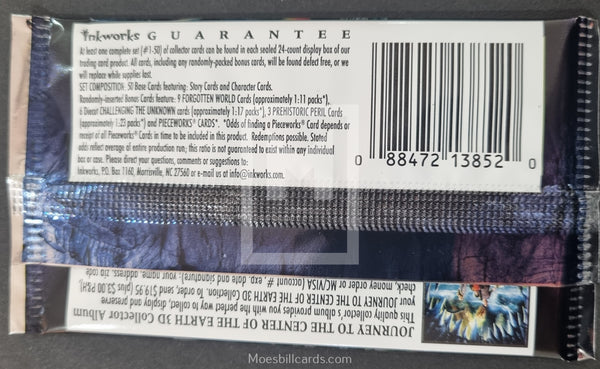 inkworks GUARANTEE
At least one complete set (#1-50) of collector cards can be found in each sealed 24-count display box of our
trading card product. All cards, including any randomly-packed bonus cards, will be found defect free, or we
will replace while supplies last.
SET COMPOSITION: 50 Base Cards featuring: Story Cards and Character Cards.
Randomly-inserted Bonus Cards feature: 9 FORGOTTEN WORLD Cards (approximately 1:11 packs*),
6 Diecut CHALLENGING THE UNKNOWN cards (approximately 1:17 packs*), 3 PREHISTORIC PERIL Cards
(approximately 1:23 packs*) and PIECEWORKS® CARDS*. *Odds of finding a Pieceworks® Card depends on
receipt of all Pieceworks® Cards in time to be included in this product. Redemptions possible. Stated
odds reflect average of entire production run; this ratio is not guaranteed to exist within any individual
box or case. Please direct your questions, comments or suggestions to:
Inkworks, P.O. Box 1160, Morrisville, NC 27560 or e-mail us at info@inkworks.com.
0 88472 13852 0
JOURNEY TO THE CENTER OF THE EARTH 3D Collector Album
This quality collector's album provides you with the perfect way to collect, display and preserve
your JOURNEY TO THE CENTER OF THE EARTH 3D Collection. To order, send $19.95 (plus $3.00 P&H),
check, money order or MC/VISA (account #, exp. date and signature); your name, address, zip code
Moesbillcards.com